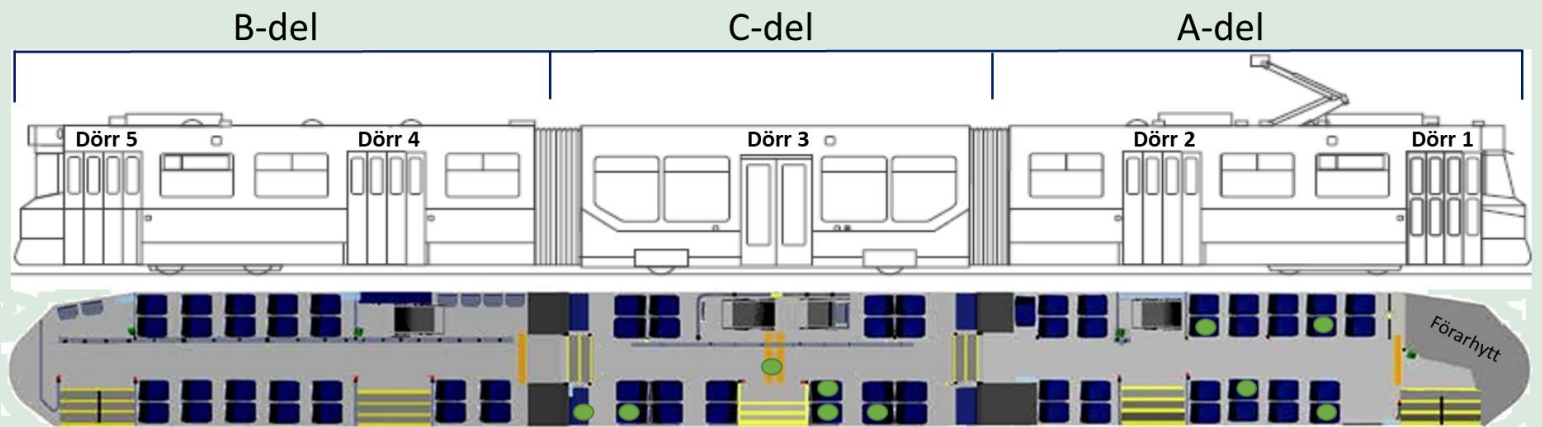 B-del
C-del
A-del
Dörr 5
Dörr 4
Dörr 3
Dörr 2
Dörr 1
Förarhytt